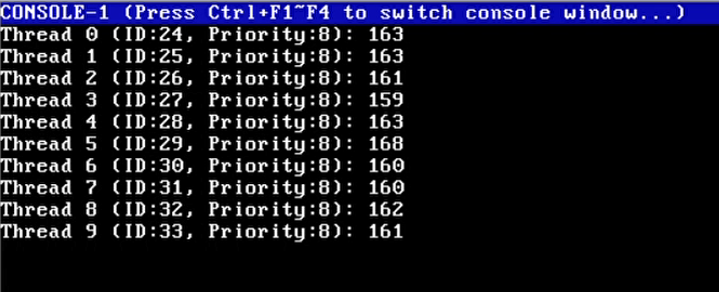 CONSOLE-1 (Press Ctrl+F1~F4 to switch console window...)
Thread 0 (ID:24, Priority:8): 163
Thread 1 (ID:25, Priority:8): 163
Thread 2 (ID:26, Priority:8): 161
Thread 3 (ID:27, Priority:8): 159
Thread 4 (ID:28, Priority:8): 163
Thread 5 (ID:29, Priority:8): 168
Thread 6 (ID:30, Priority:8): 160
Thread 7 (ID:31, Priority:8): 160
Thread 8 (ID:32, Priority:8): 162
Thread 9 (ID:33, Priority:8): 161